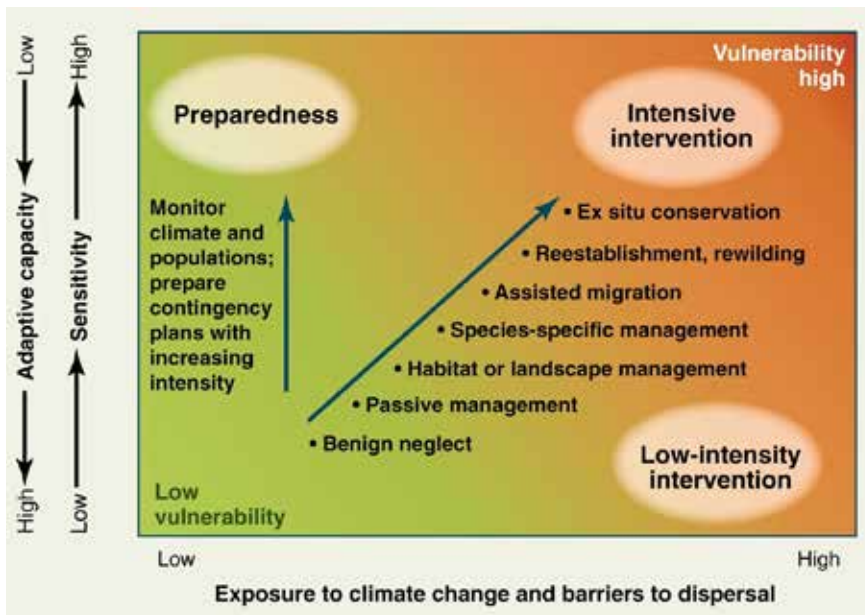 Low
High
Adaptive capacity
High
Sensitivity
Low
Vulnerability
high
Preparedness
Intensive
intervention
Monitor
climate and
populations;
prepare
contingency
plans with
increasing
intensity
• Ex situ conservation
• Reestablishment, rewilding
• Assisted migration
• Species-specific management
• Habitat or landscape management
• Passive management
• Benign neglect
Low-intensity
intervention
Low
vulnerability
Low
High
Exposure to climate change and barriers to dispersal